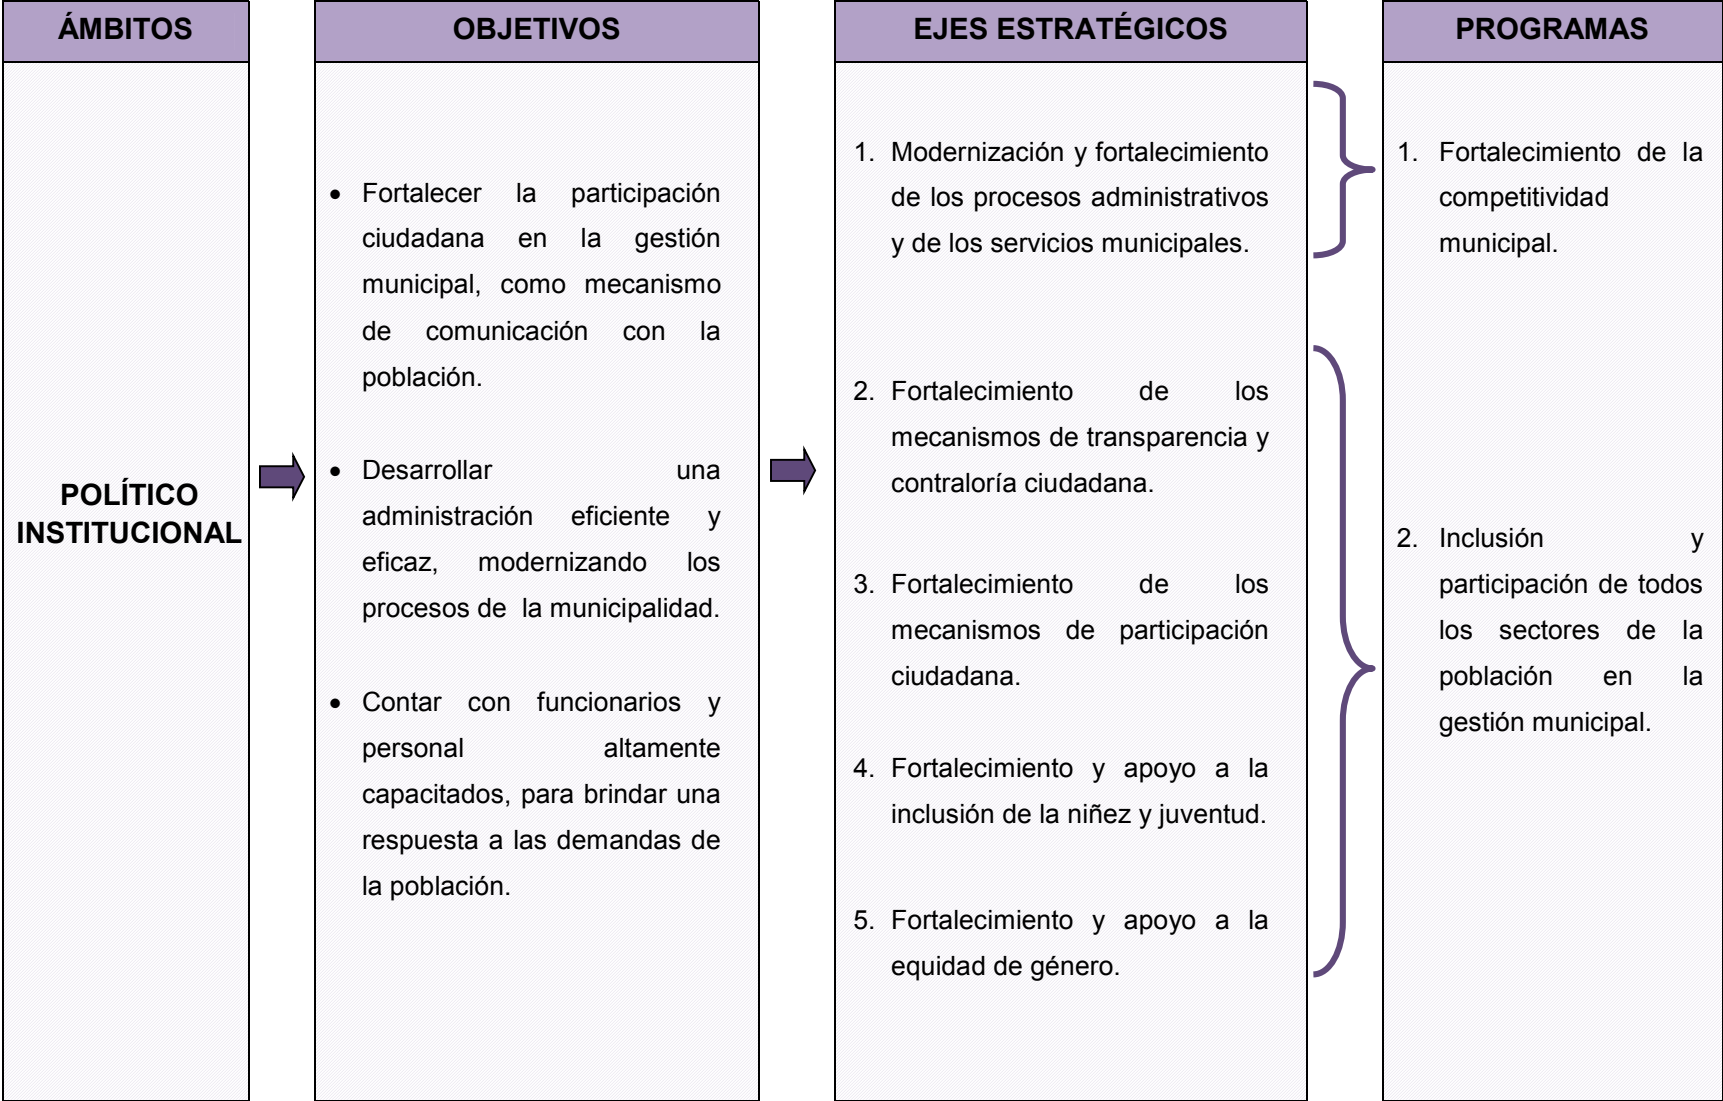 ÁMBITOS
POLÍTICO
INSTITUCIONAL
OBJETIVOS
• Fortalecer la participación
ciudadana en la gestión
municipal, como mecanismo
de comunicación con la
población.
• Desarrollar una
administración eficiente y
eficaz, modernizando los
procesos de la municipalidad.
• Contar con funcionarios y
personal altamente
capacitados, para brindar una
respuesta a las demandas de
la población.
EJES ESTRATÉGICOS
1. Modernización y fortalecimiento
de los procesos administrativos
y de los servicios municipales.
2. Fortalecimiento de los
mecanismos de transparencia y
contraloría ciudadana.
3. Fortalecimiento de los
mecanismos de participación
ciudadana.
4. Fortalecimiento y apoyo a la
inclusión de la niñez y juventud.
5. Fortalecimiento y apoyo a la
equidad de género.
PROGRAMAS
1. Fortalecimiento de la
competitividad
municipal.
2. Inclusión y
participación de todos
los sectores de la
población en la
gestión municipal.